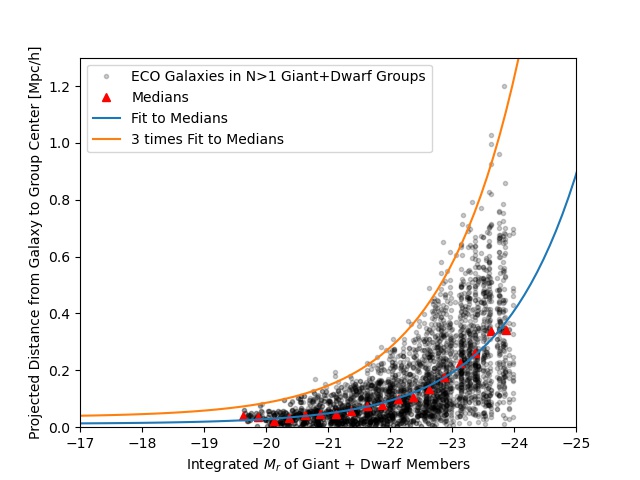 ECO Galaxies in N>1 Giant+Dwarf Groups
Medians
Fit to Medians
3 times Fit to Medians
Projected Distance from Galaxy to Group Center [Mpc/h]
1.2
1.0
0.8
0.6
0.4
0.2
0.0
−17 −18 −19 −20 −21 −22 −23 −24 −25
Integrated $M_r$ of Giant + Dwarf Members